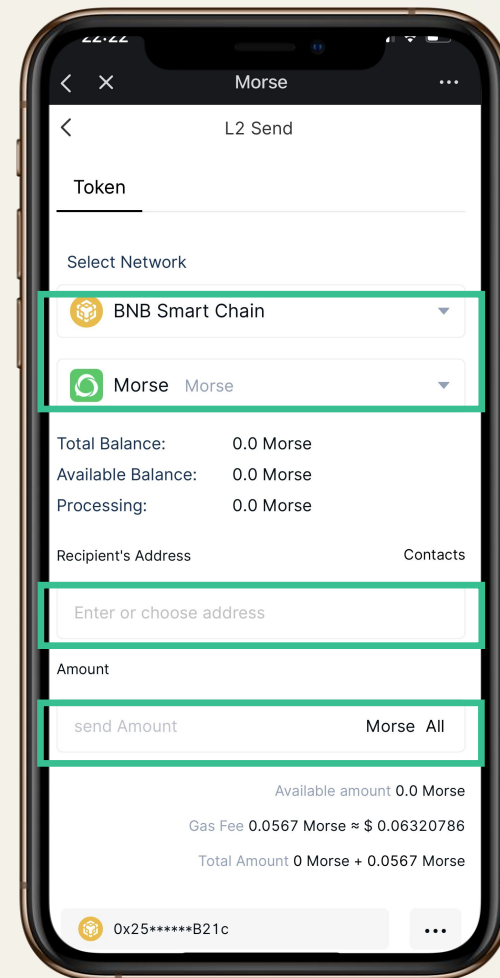 22:22
Morse
L2 Send
Token
Select Network
BNB Smart Chain
Morse Morse
Total Balance: 0.0 Morse
Available Balance: 0.0 Morse
Processing: 0.0 Morse
Recipient's Address Contacts
Enter or choose address
Amount
send Amount Morse All
Available amount 0.0 Morse
Gas Fee 0.0567 Morse ≈ $ 0.06320786
Total Amount 0 Morse + 0.0567 Morse
0x25******B21c